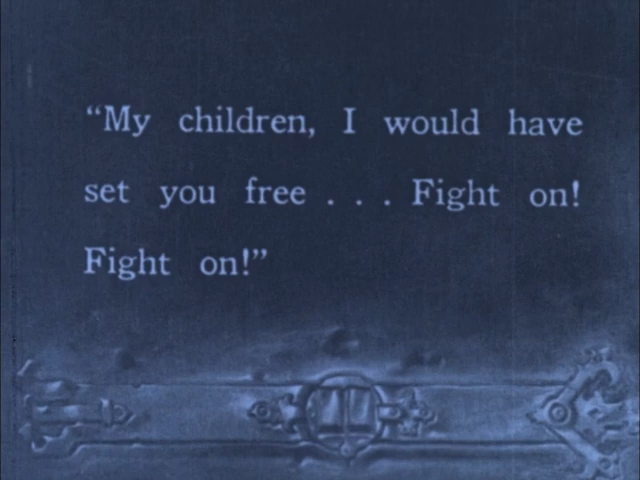 “My children, I would have
set you free . . . Fight on!
Fight on!”